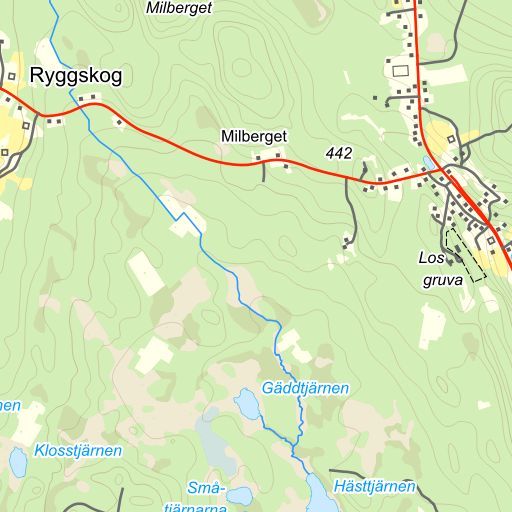 Milberget
Ryggskog
Milberget
442
Los
gruva
Gäddtjärnen
Klosstjärnen
Små-
tjärnarna
Hästtjärnen